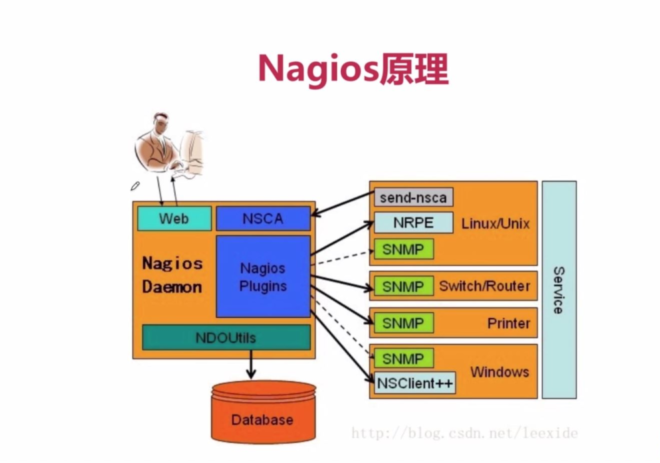 Nagios原理
Web
NSCA
Nagios
Daemon
Nagios
Plugins
NDOUtils
Database
send-nsca
NRPE
Linux/Unix
SNMP
SNMP
Switch/Router
SNMP
Printer
SNMP
Windows
NSClient++
Service
http://blog.csdn.net/leexide